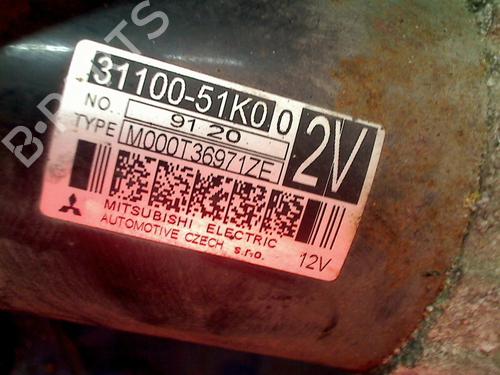 B-PARTS
31100-51K00
2V
NO. 9120
TYPE M000T36971ZE
MITSUBISHI ELECTRIC
AUTOMOTIVE CZECH s.r.o.
12V